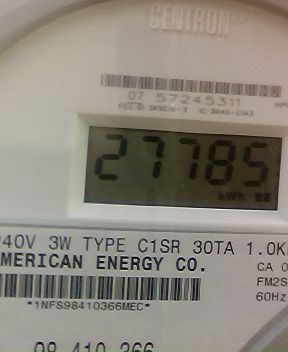 CENTRON®
07 57245311
27785
kWh
240V 3W TYPE C1SR 30TA 1.0K
AMERICAN ENERGY CO.
CA 0
FM2S
60Hz
*1NFS98410366MEC*
98 410 366